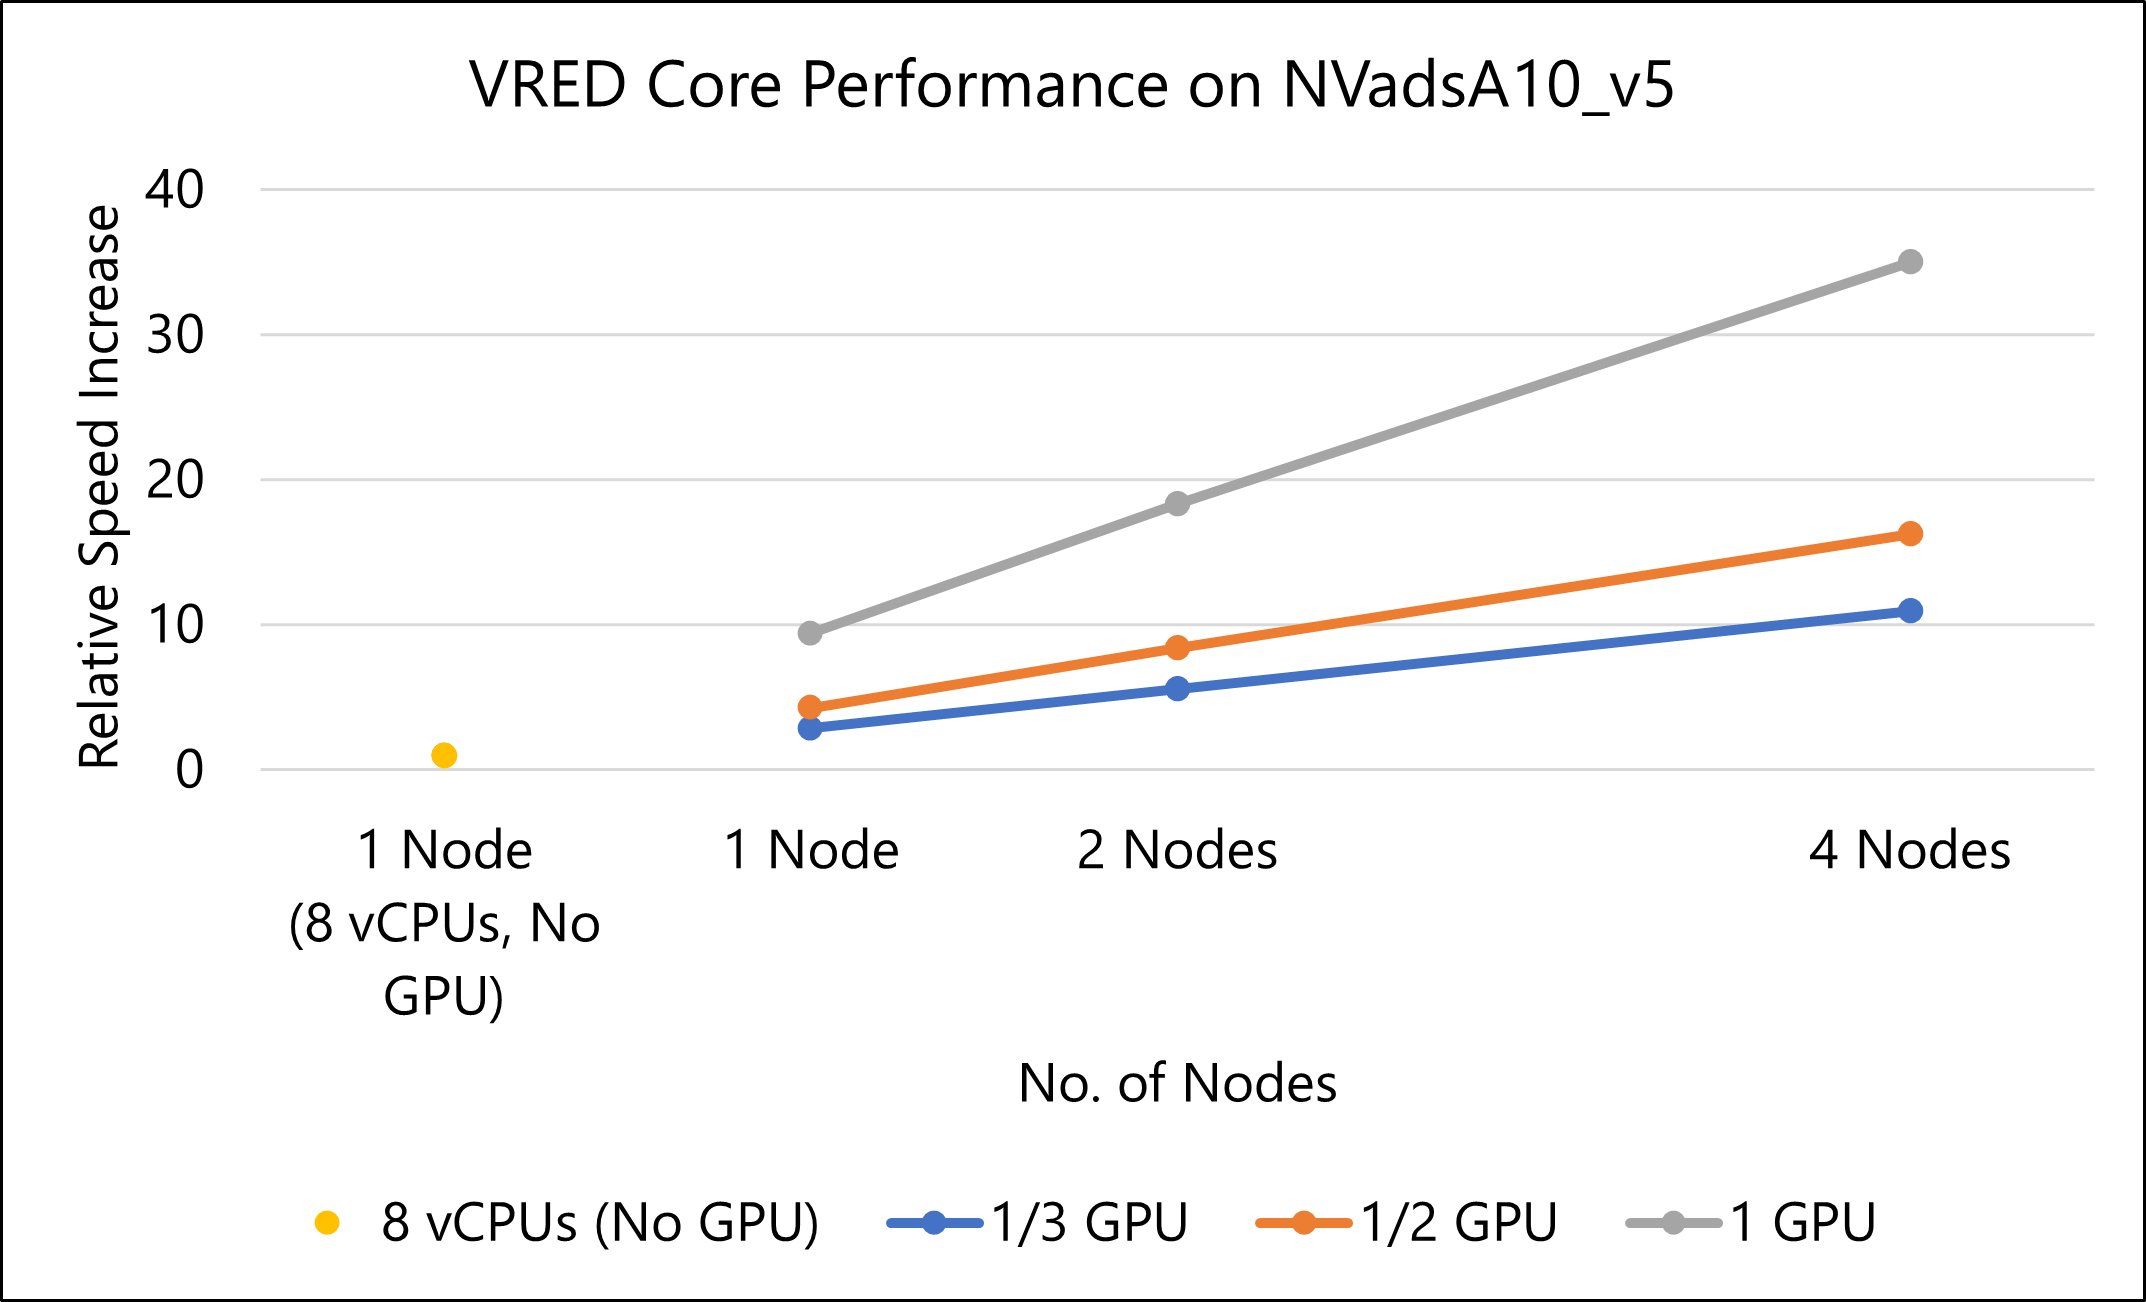 VRED Core Performance on NVadsA10_v5
Relative Speed Increase
40
30
20
10
0
1 Node
(8 vCPUs, No
GPU)
1 Node
2 Nodes
4 Nodes
No. of Nodes
8 vCPUs (No GPU)
1/3 GPU
1/2 GPU
1 GPU